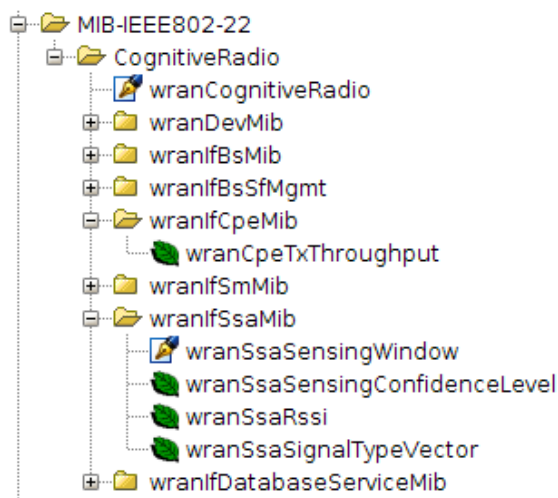 MIB-IEEE802-22
CognitiveRadio
wranCognitiveRadio
wranDevMib
wranIfBsMib
wranIfBsSfMgmt
wranIfCpeMib
wranCpeTxThroughput
wranIfSmMib
wranIfSsaMib
wranSsaSensingWindow
wranSsaSensingConfidenceLevel
wranSsaRssi
wranSsaSignalTypeVector
wranIfDatabaseServiceMib